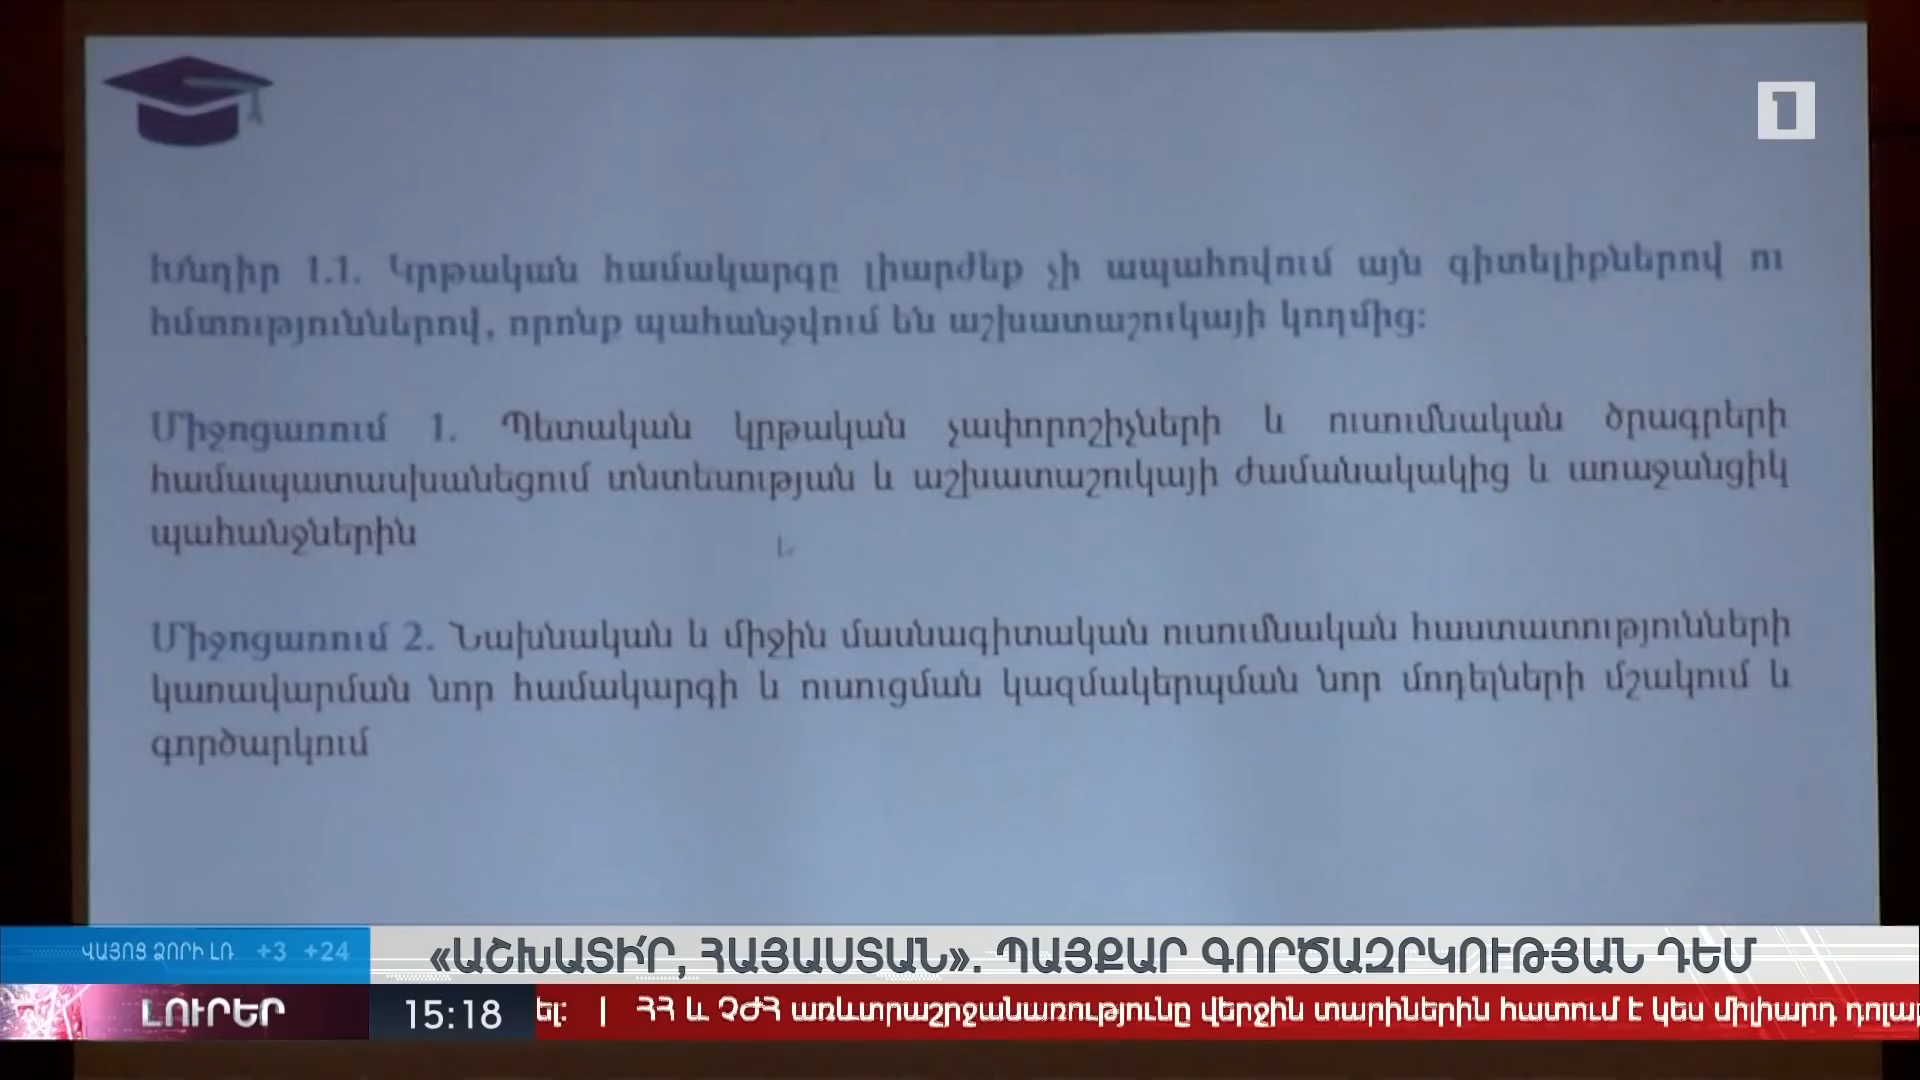 1
Խնդիր 1.1. Կրթական համակարգը լիարժեք չի ապահովում այն գիտելիքներով ու
հմտություններով, որոնք պահանջվում են աշխատաշուկայի կողմից:
Միջոցառում 1. Պետական կրթական չափորոշիչների և ուսումնական ծրագրերի
համապատասխանեցում տնտեսության և աշխատաշուկայի ժամանակակից և առաջանցիկ
պահանջներին
Միջոցառում 2. Նախնական և միջին մասնագիտական ուսումնական հաստատությունների
կառավարման նոր համակարգի և ուսուցման կազմակերպման նոր մոդելների մշակում և
գործարկում
ՎԱՅՈՑ ՁՈՐԻ ԼՌ +3 +24
«ԱՇԽԱՏԻ՛Ր, ՀԱՅԱՍՏԱՆ». ՊԱՅՔԱՐ ԳՈՐԾԱԶՐԿՈՒԹՅԱՆ ԴԵՄ
ԼՈՒՐԵՐ
15:18
ել: | ՀՀ և ՉԺՀ առևտրաշրջանառությունը վերջին տարիներին հատում է կես միլիարդ դոլա